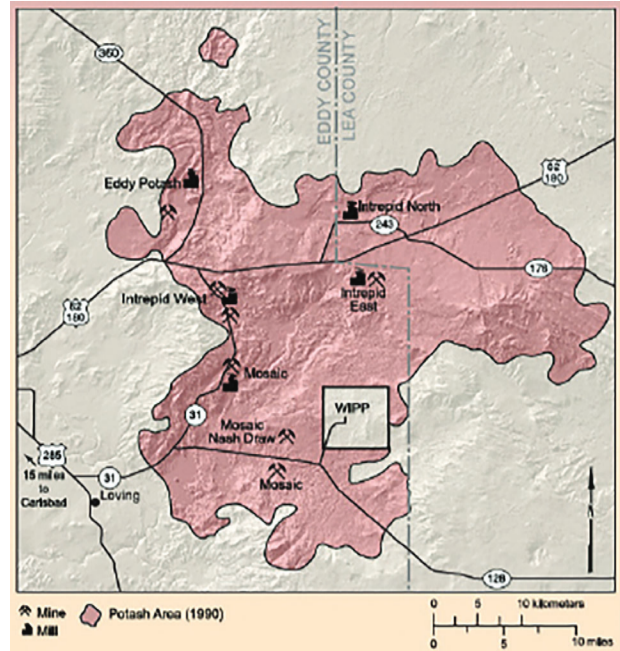 360
EDDY COUNTY
LEA COUNTY
62
180
Eddy Potash
Intrepid North
243
176
Intrepid West
Intrepid
East
62
180
Mosaic
WIPP
31
Mosaic
Nash Draw
285
15 miles
to
Carlsbad
31
Loving
Mosaic
128
Mine
Mill
Potash Area (1990)
0 5 10 kilometers
0 5 10 miles